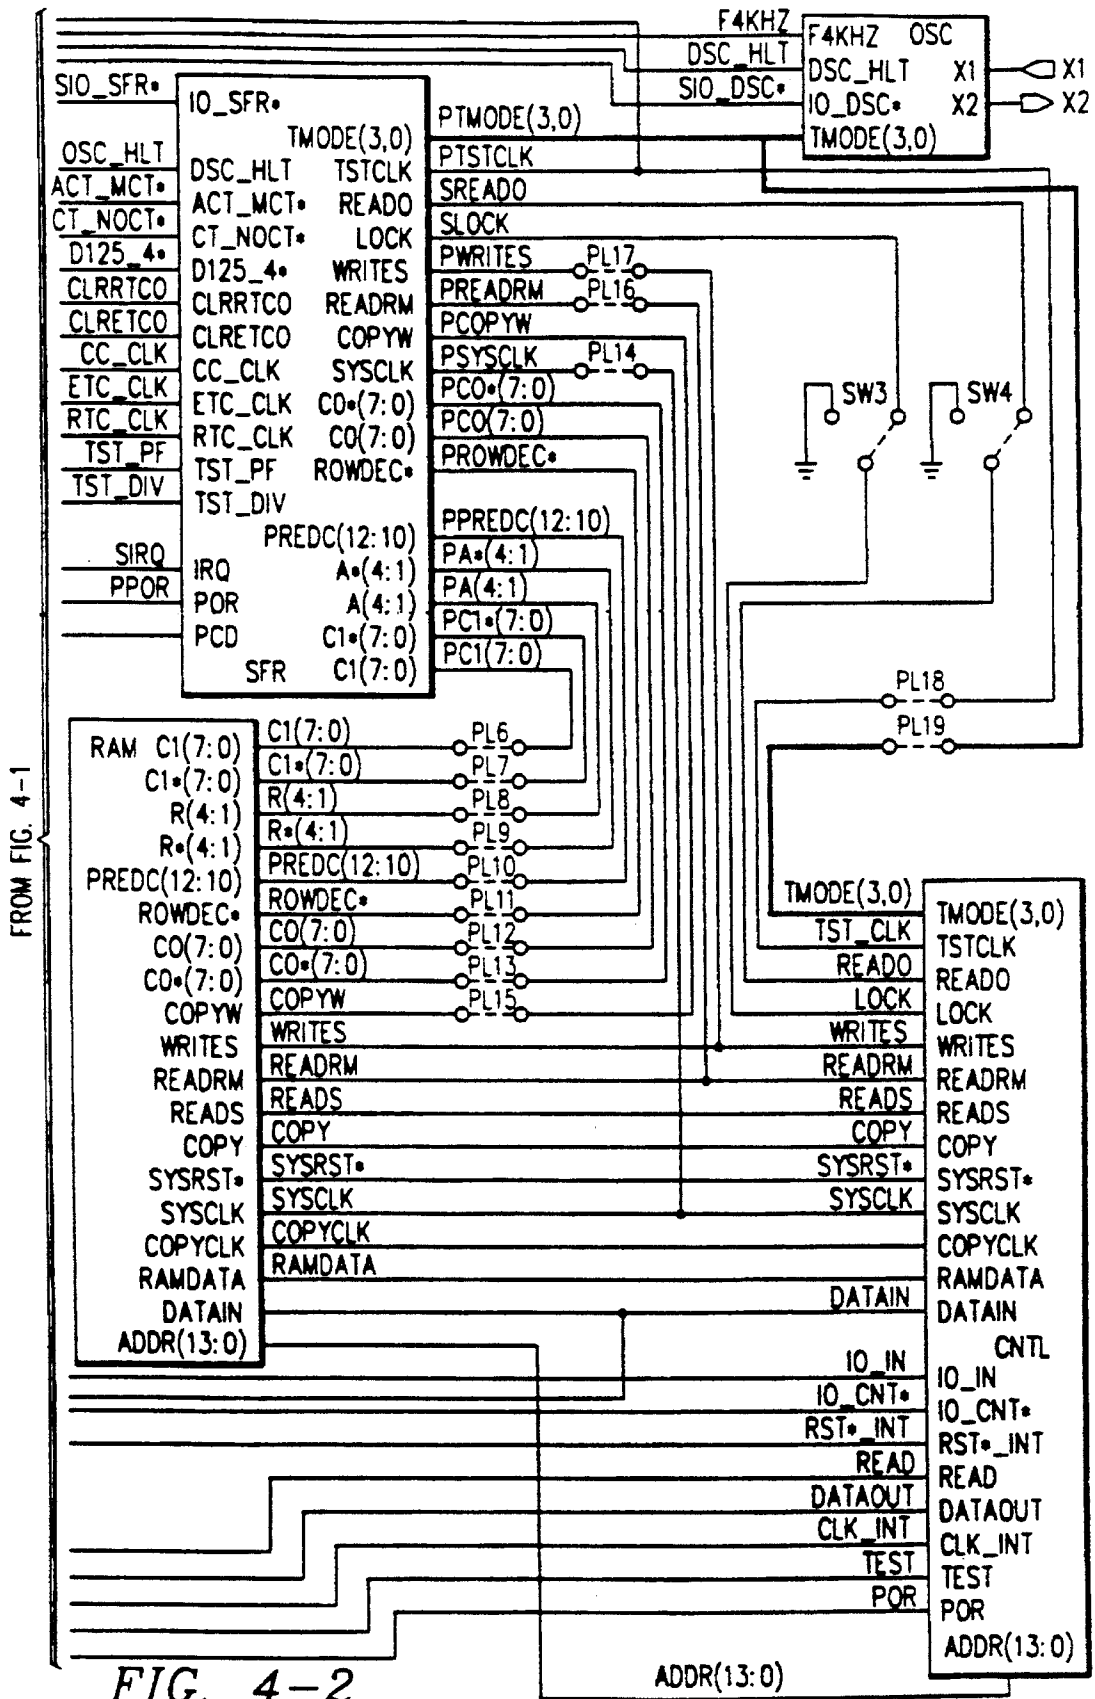 F4KHZ
DSC_HLT
SIO_DSC*
F4KHZ OSC
DSC_HLT X1
IO_DSC* X2
TMODE(3,0)
X1
X2
SIO_SFR*
OSC_HLT
ACT_MCT*
CT_NOCT*
D125_4*
CLRRTCO
CLRETCO
CC_CLK
ETC_CLK
RTC_CLK
TST_PF
TST_DIV
SIRQ
PPOR
IO_SFR*
TMODE(3,0)
DSC_HLT TSTCLK
ACT_MCT* READO
CT_NOCT* LOCK
D125_4* WRITES
CLRRTCO READRM
CLRETCO COPYW
CC_CLK SYSCLK
ETC_CLK CO*(7:0)
RTC_CLK CO(7:0)
TST_PF ROWDEC*
TST_DIV
PREDC(12:10)
IRQ A*(4:1)
POR A(4:1)
PCD C1*(7:0)
SFR C1(7:0)
PTMODE(3,0)
PTSTCLK
SREADO
SLOCK
PWRITES PL17
PREADRM PL16
PCOPYW
PSYSCLK PL14
PCO*(7:0)
PCO(7:0)
PROWDEC*
PPREDC(12:10)
PA*(4:1)
PA(4:1)
PC1*(7:0)
PC1(7:0)
SW3
SW4
PL18
PL19
FROM FIG. 4-1
RAM C1(7:0)
C1*(7:0)
R(4:1)
R*(4:1)
PREDC(12:10)
ROWDEC*
CO(7:0)
CO*(7:0)
COPYW
WRITES
READRM
READS
COPY
SYSRST*
SYSCLK
COPYCLK
RAMDATA
DATAIN
ADDR(13:0)
C1(7:0) PL6
C1*(7:0) PL7
R(4:1) PL8
R*(4:1) PL9
PREDC(12:10) PL10
ROWDEC* PL11
CO(7:0) PL12
CO*(7:0) PL13
COPYW PL15
WRITES
READRM
READS
COPY
SYSRST*
SYSCLK
COPYCLK
RAMDATA
TMODE(3,0)
TST_CLK
READO
LOCK
WRITES
READRM
READS
COPY
SYSRST*
SYSCLK
DATAIN
IO_IN
IO_CNT*
RST*_INT
READ
DATAOUT
CLK_INT
TEST
POR
TMODE(3,0)
TSTCLK
READO
LOCK
WRITES
READRM
READS
COPY
SYSRST*
SYSCLK
COPYCLK
RAMDATA
DATAIN
CNTL
IO_IN
IO_CNT*
RST*_INT
READ
DATAOUT
CLK_INT
TEST
POR
ADDR(13:0)
ADDR(13:0)
FIG. 4-2